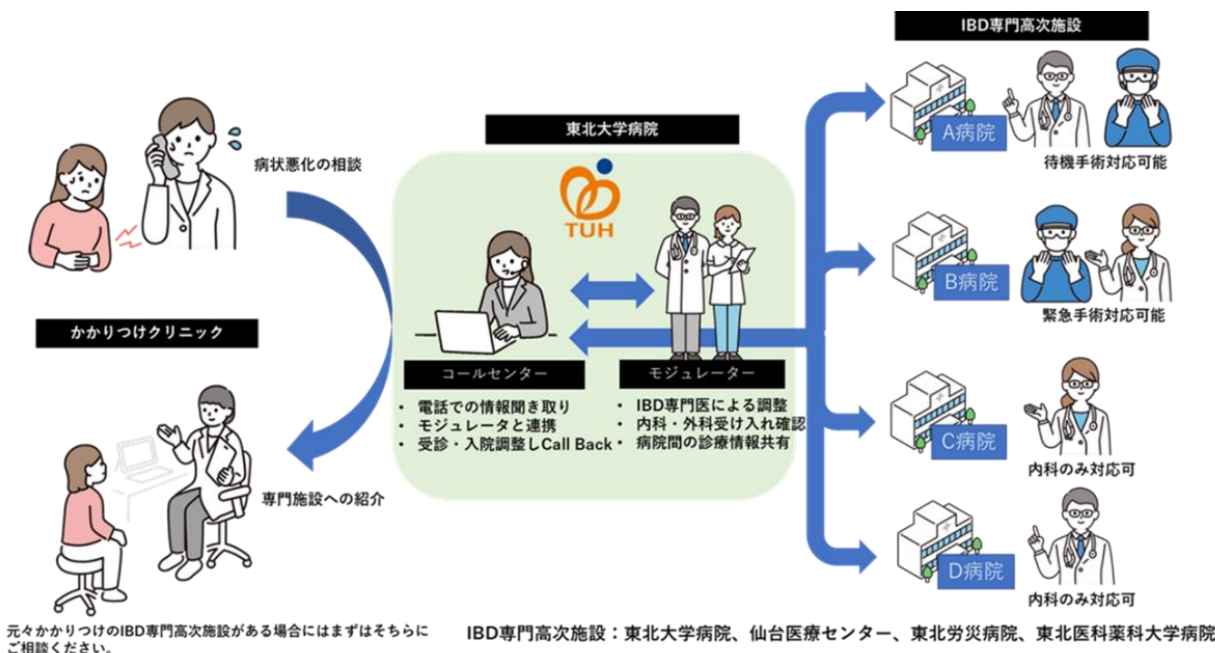 IBD専門高次施設
A病院
待機手術対応可能
B病院
緊急手術対応可能
C病院
内科のみ対応可
D病院
内科のみ対応可
東北大学病院
TUH
コールセンター
・ 電話での情報聞き取り
・ モジュレータと連携
・ 受診・入院調整しCall Back
モジュレーター
・ IBD専門医による調整
・ 内科・外科受け入れ確認
・ 病院間の診療情報共有
病状悪化の相談
かかりつけクリニック
専門施設への紹介
元々かかりつけのIBD専門高次施設がある場合にはまずはそちらに
ご相談ください。
IBD専門高次施設：東北大学病院、仙台医療センター、東北労災病院、東北医科薬科大学病院